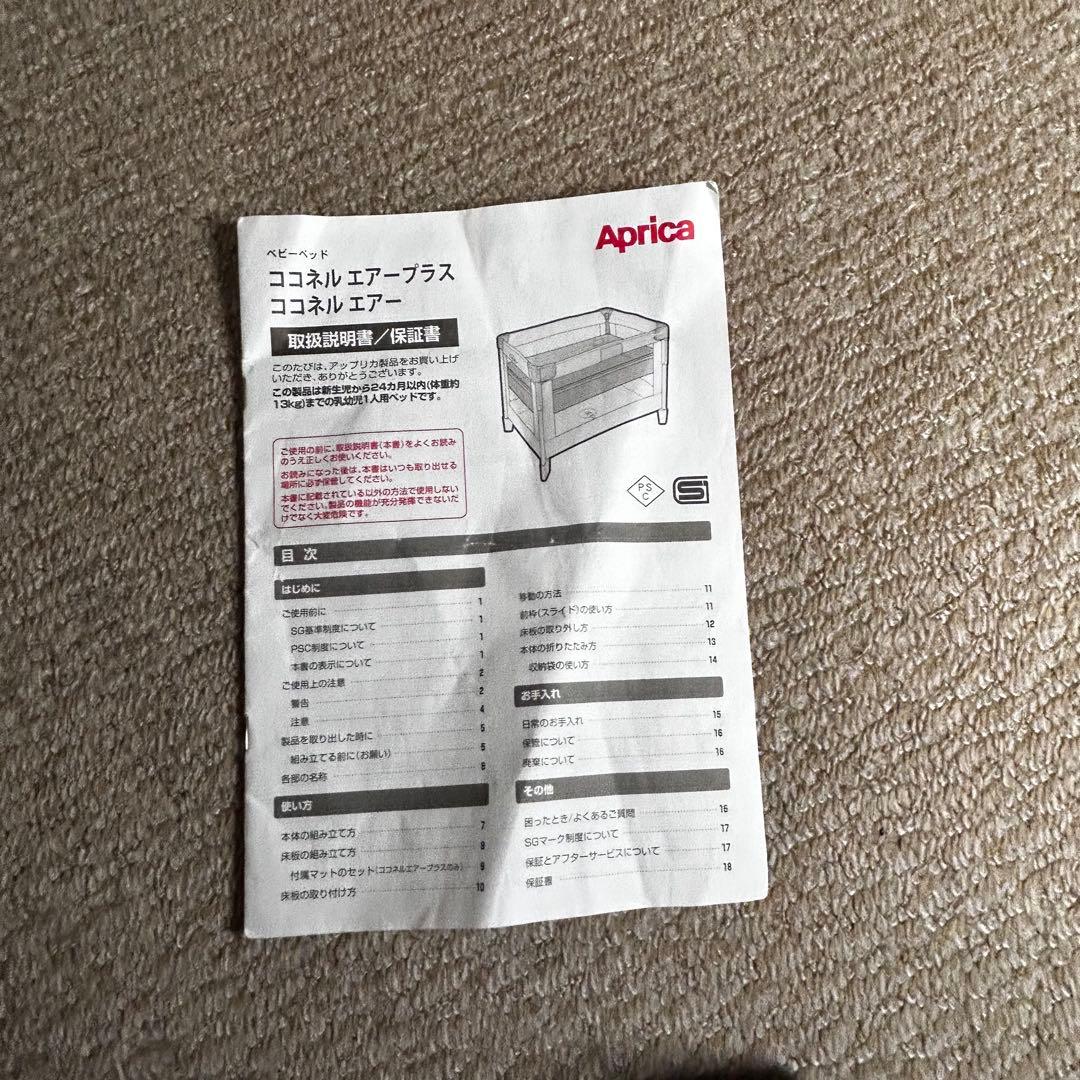 Aprica
ベビーベッド
ココネル エアープラス
ココネル エアー
取扱説明書／保証書
このたびは、アップリカ製品をお買い上げ
いただき、ありがとうございます。
この製品は新生児から24カ月以内(体重約
13kg)までの乳幼児1人用ベッドです。
ご使用の前に、取扱説明書(本書)をよくお読み
のうえ正しくお使いください。
お読みになった後は、本書はいつも取り出せる
場所に必ず保管してください。
本書に記載されている以外の方法で使用しない
でください。製品の機能が充分発揮できないだ
けでなく大変危険です。
PS
C
目 次
はじめに
ご使用前に 1
SG基準制度について 1
PSC制度について 1
本書の表示について 1
ご使用上の注意 2
警告 2
注意 4
製品を取り出した時に 5
組み立てる前に(お願い) 5
各部の名称 6
使い方
本体の組み立て方 7
床板の組み立て方 8
付属マットのセット(ココネルエアープラスのみ) 9
床板の取り付け方 10
移動の方法 11
前枠(スライド)の使い方 11
床板の取り外し方 12
本体の折りたたみ方 13
収納袋の使い方 14
お手入れ
日常のお手入れ 15
保管について 16
廃棄について 16
その他
困ったとき/よくあるご質問 16
SGマーク制度について 17
保証とアフターサービスについて 17
保証書 18